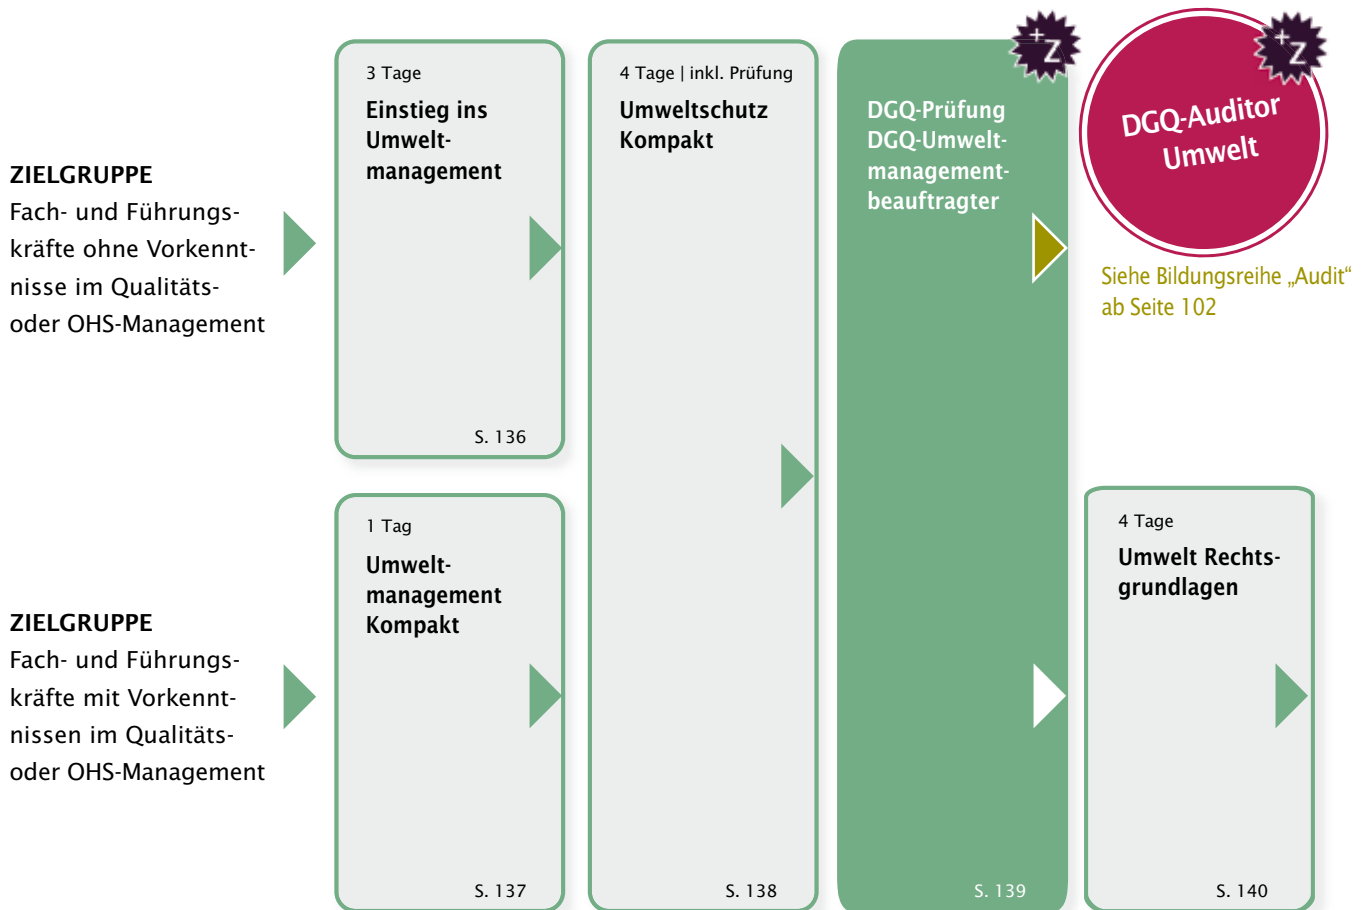 ZIELGRUPPE
Fach- und Führungs-
kräfte ohne Vorkennt-
nisse im Qualitäts-
oder OHS-Management
3 Tage
Einstieg ins
Umwelt-
management
S. 136
4 Tage | inkl. Prüfung
Umweltschutz
Kompakt
S. 138
+Z
DGQ-Prüfung
DGQ-Umwelt-
management-
beauftragter
S. 139
+Z
DGQ-Auditor
Umwelt
Siehe Bildungsreihe „Audit“
ab Seite 102
ZIELGRUPPE
Fach- und Führungs-
kräfte mit Vorkennt-
nissen im Qualitäts-
oder OHS-Management
1 Tag
Umwelt-
management
Kompakt
S. 137
4 Tage
Umwelt Rechts-
grundlagen
S. 140